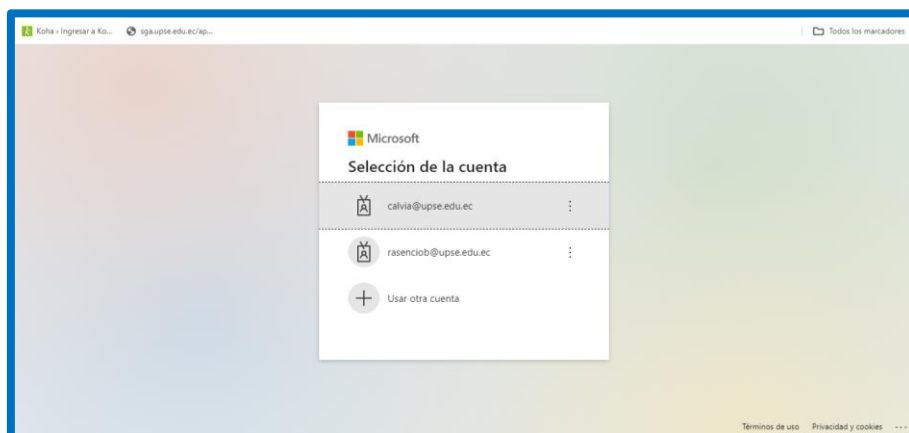 Koha › Ingresar a Ko... sga.upse.edu.ec/ap... Todos los marcadores
Microsoft
Selección de la cuenta
calvia@upse.edu.ec
rasenciob@upse.edu.ec
Usar otra cuenta
Términos de uso Privacidad y cookies ...